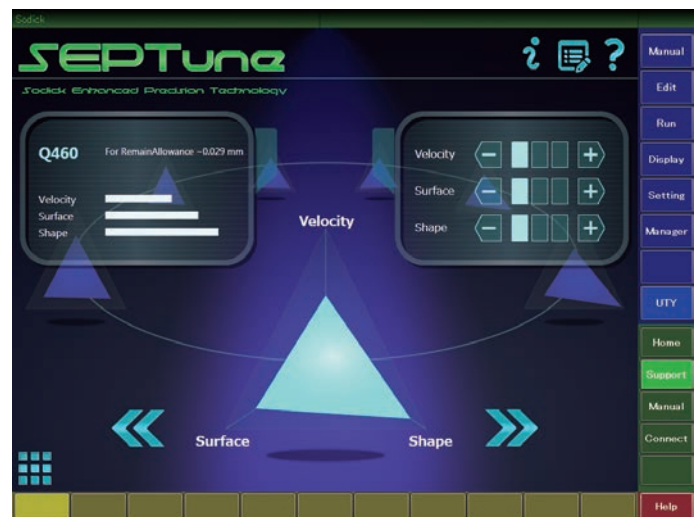 Sodick
SEPTune
Sodick Enhanced Precision Technology
?
Q460 For RemainAllowance -0.029 mm
Velocity
Surface
Shape
Velocity
Surface
Shape
Velocity
Surface
Shape
Manual
Edit
Run
Display
Setting
Manager
UTY
Home
Support
Manual
Connect
Help